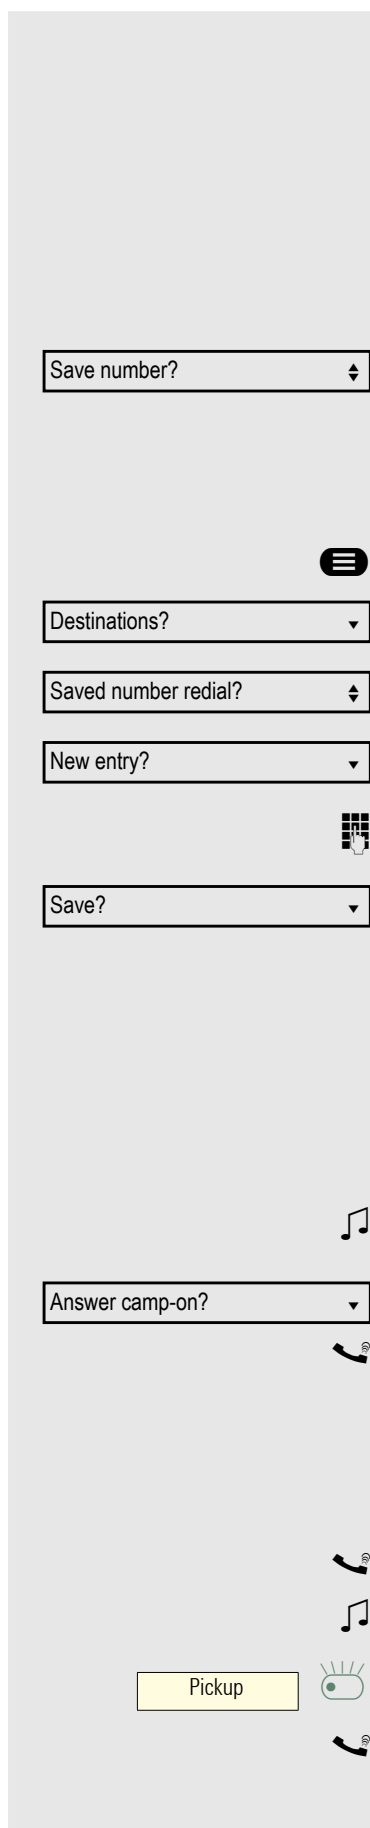 Save number?
Destinations?
Saved number redial?
New entry?
Save?
Answer camp-on?
Pickup